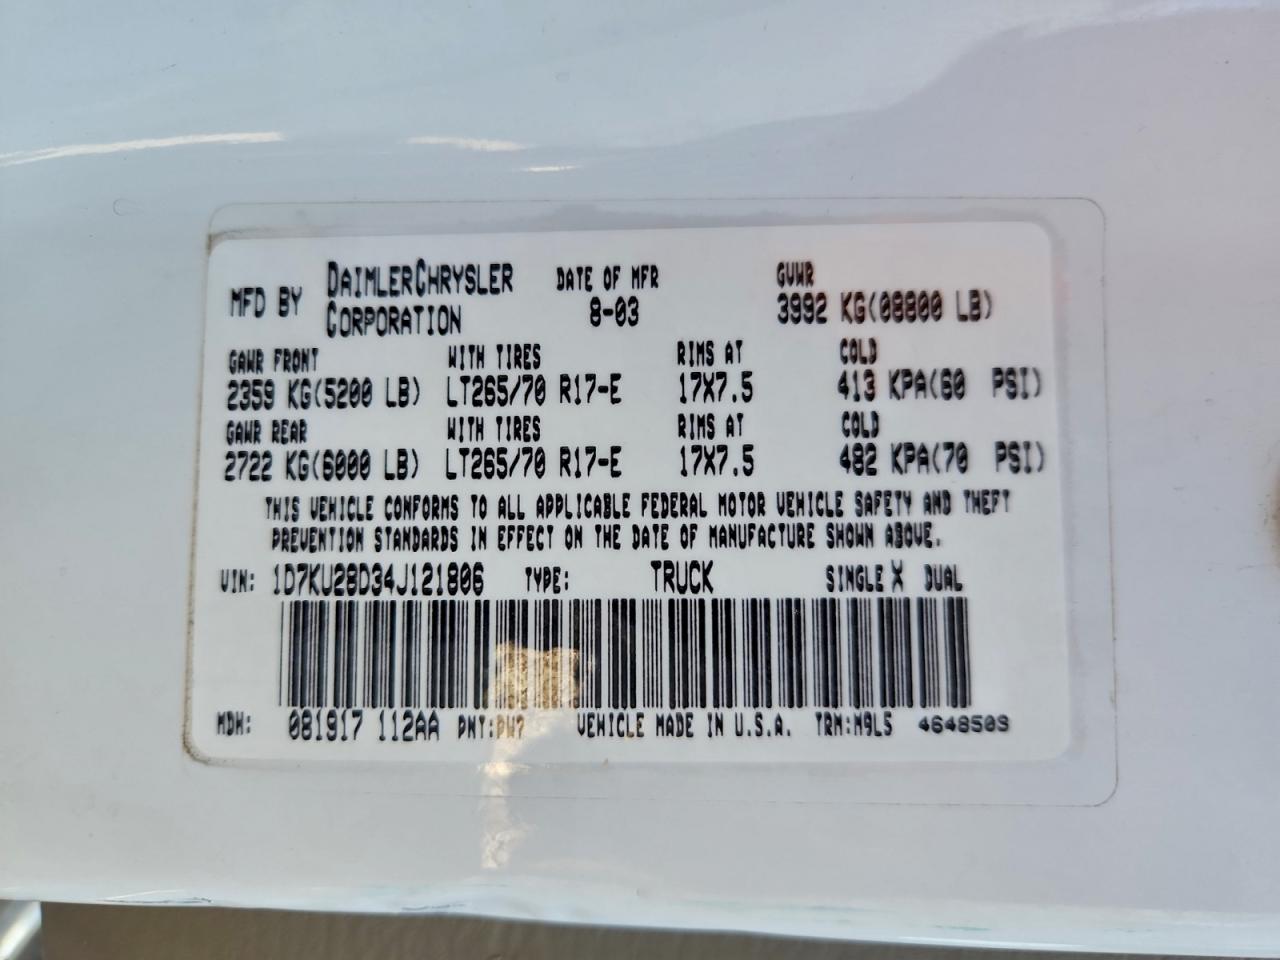 MFD BY DAIMLERCHRYSLER CORPORATION DATE OF MFR 8-03 GVWR 3992 KG(08800 LB)
GAWR FRONT WITH TIRES RIMS AT COLD
2359 KG(5200 LB) LT265/70 R17-E 17X7.5 413 KPA(60 PSI)
GAWR REAR WITH TIRES RIMS AT COLD
2722 KG(6000 LB) LT265/70 R17-E 17X7.5 482 KPA(70 PSI)
THIS VEHICLE CONFORMS TO ALL APPLICABLE FEDERAL MOTOR VEHICLE SAFETY AND THEFT
PREVENTION STANDARDS IN EFFECT ON THE DATE OF MANUFACTURE SHOWN ABOVE.
VIN: 1D7KU28D34J121806 TYPE: TRUCK SINGLE X DUAL
MDH: 081917 112AA PNT:PW7 VEHICLE MADE IN U.S.A. TRM:M9L5 4648509